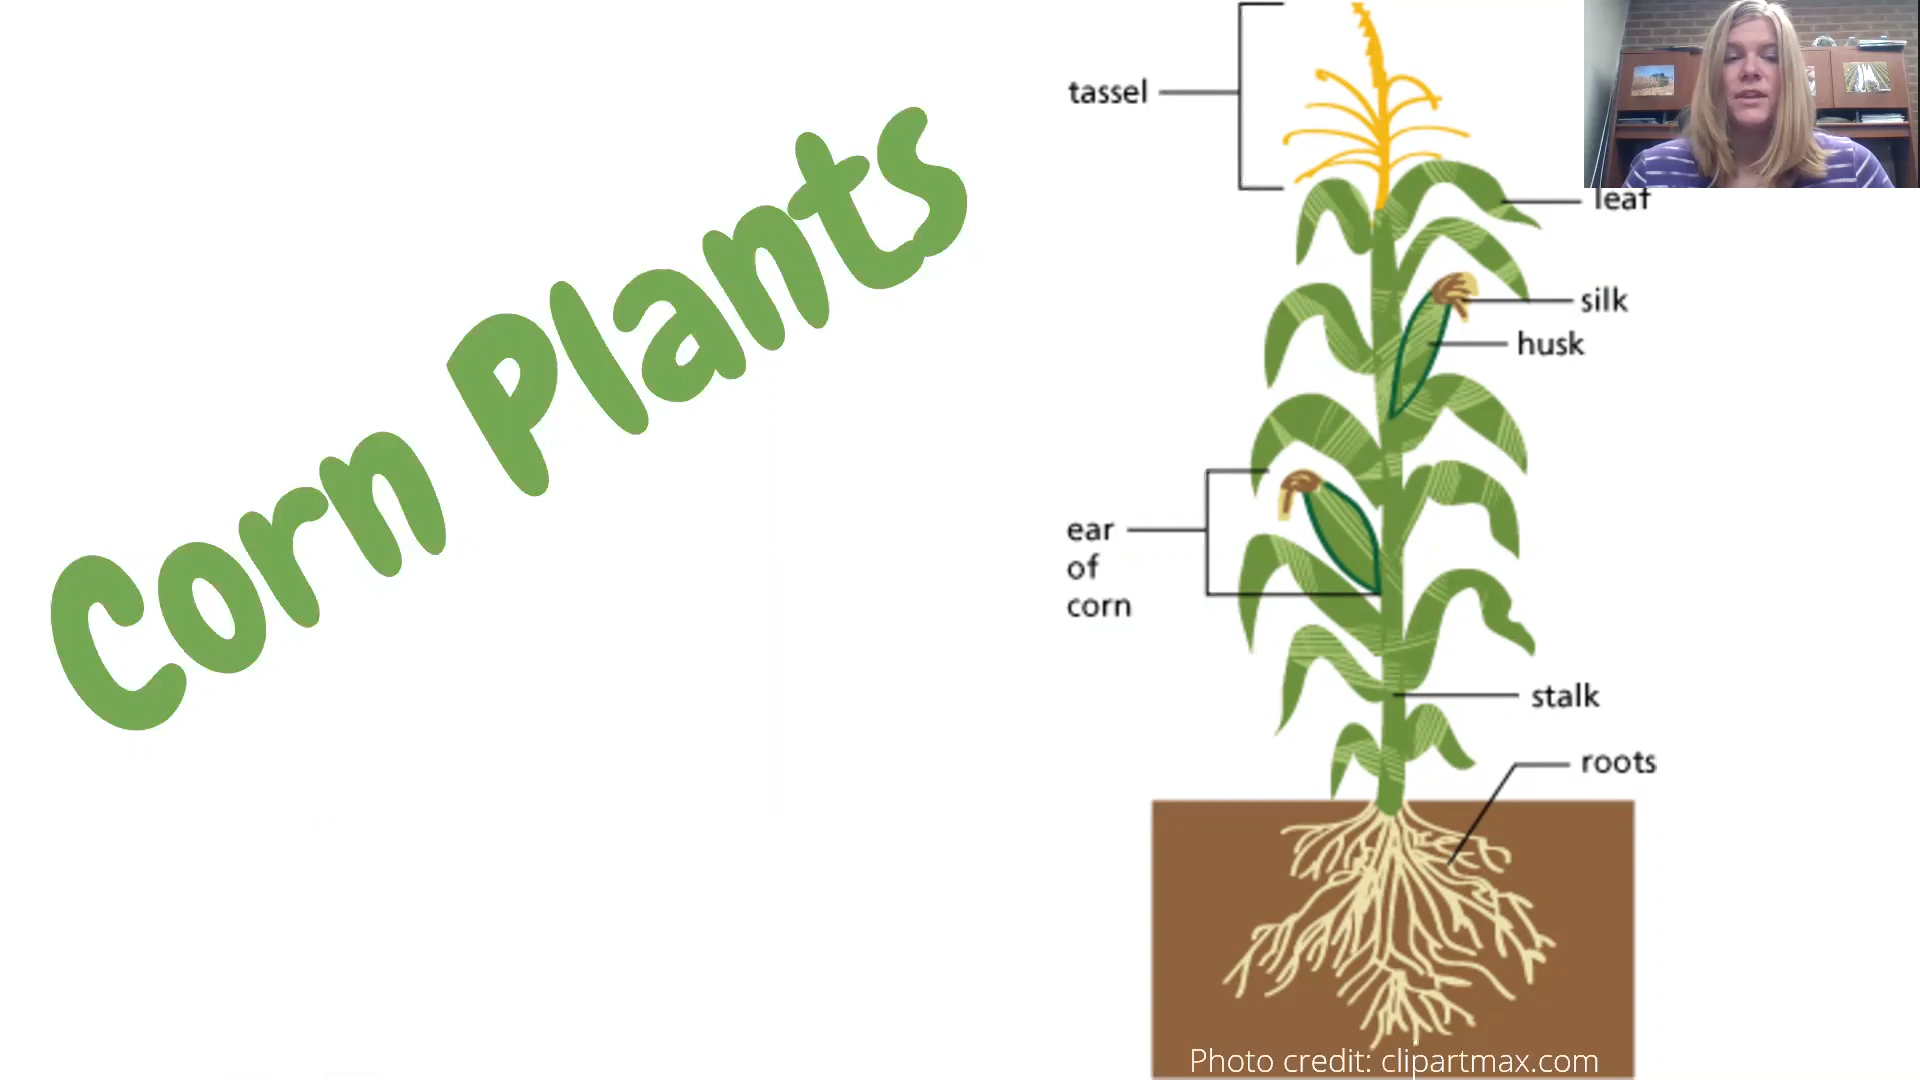 Corn Plants
tassel
leaf
silk
husk
ear
of
corn
stalk
roots
Photo credit: clipartmax.com